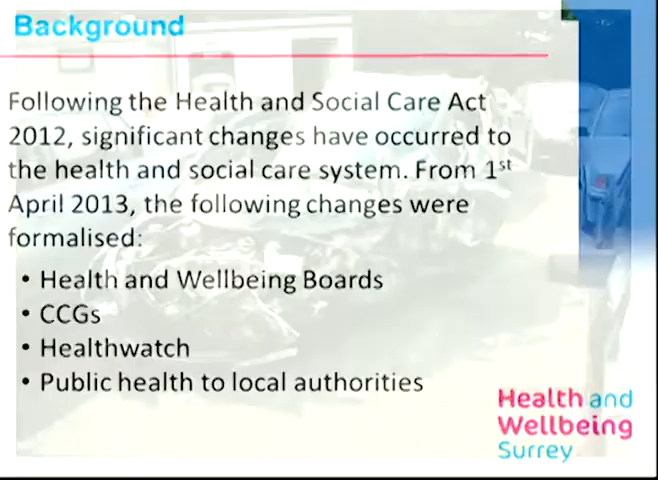 Background
Following the Health and Social Care Act
2012, significant changes have occurred to
the health and social care system. From 1st
April 2013, the following changes were
formalised:
• Health and Wellbeing Boards
• CCGs
• Healthwatch
• Public health to local authorities
Health and
Wellbeing
Surrey